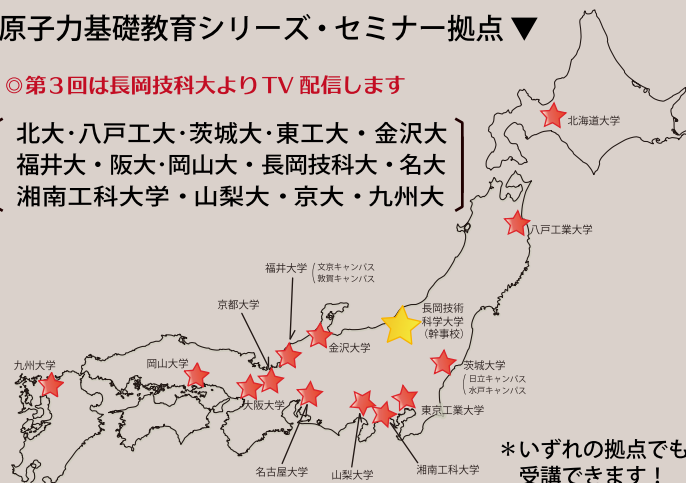 原子力基礎教育シリーズ・セミナー拠点 ▼
◎第３回は長岡技科大よりTV 配信します
北大・八戸工大・茨城大・東工大・金沢大
福井大・阪大・岡山大・長岡技科大・名大
湘南工科大学・山梨大・京大・九州大
北海道大学
八戸工業大学
福井大学
文京キャンパス
敦賀キャンパス
京都大学
長岡技術
科学大学
（幹事校）
金沢大学
九州大学
岡山大学
茨城大学
日立キャンパス
水戸キャンパス
大阪大学
東京工業大学
名古屋大学
山梨大学
湘南工科大学
＊いずれの拠点でも
受講できます！